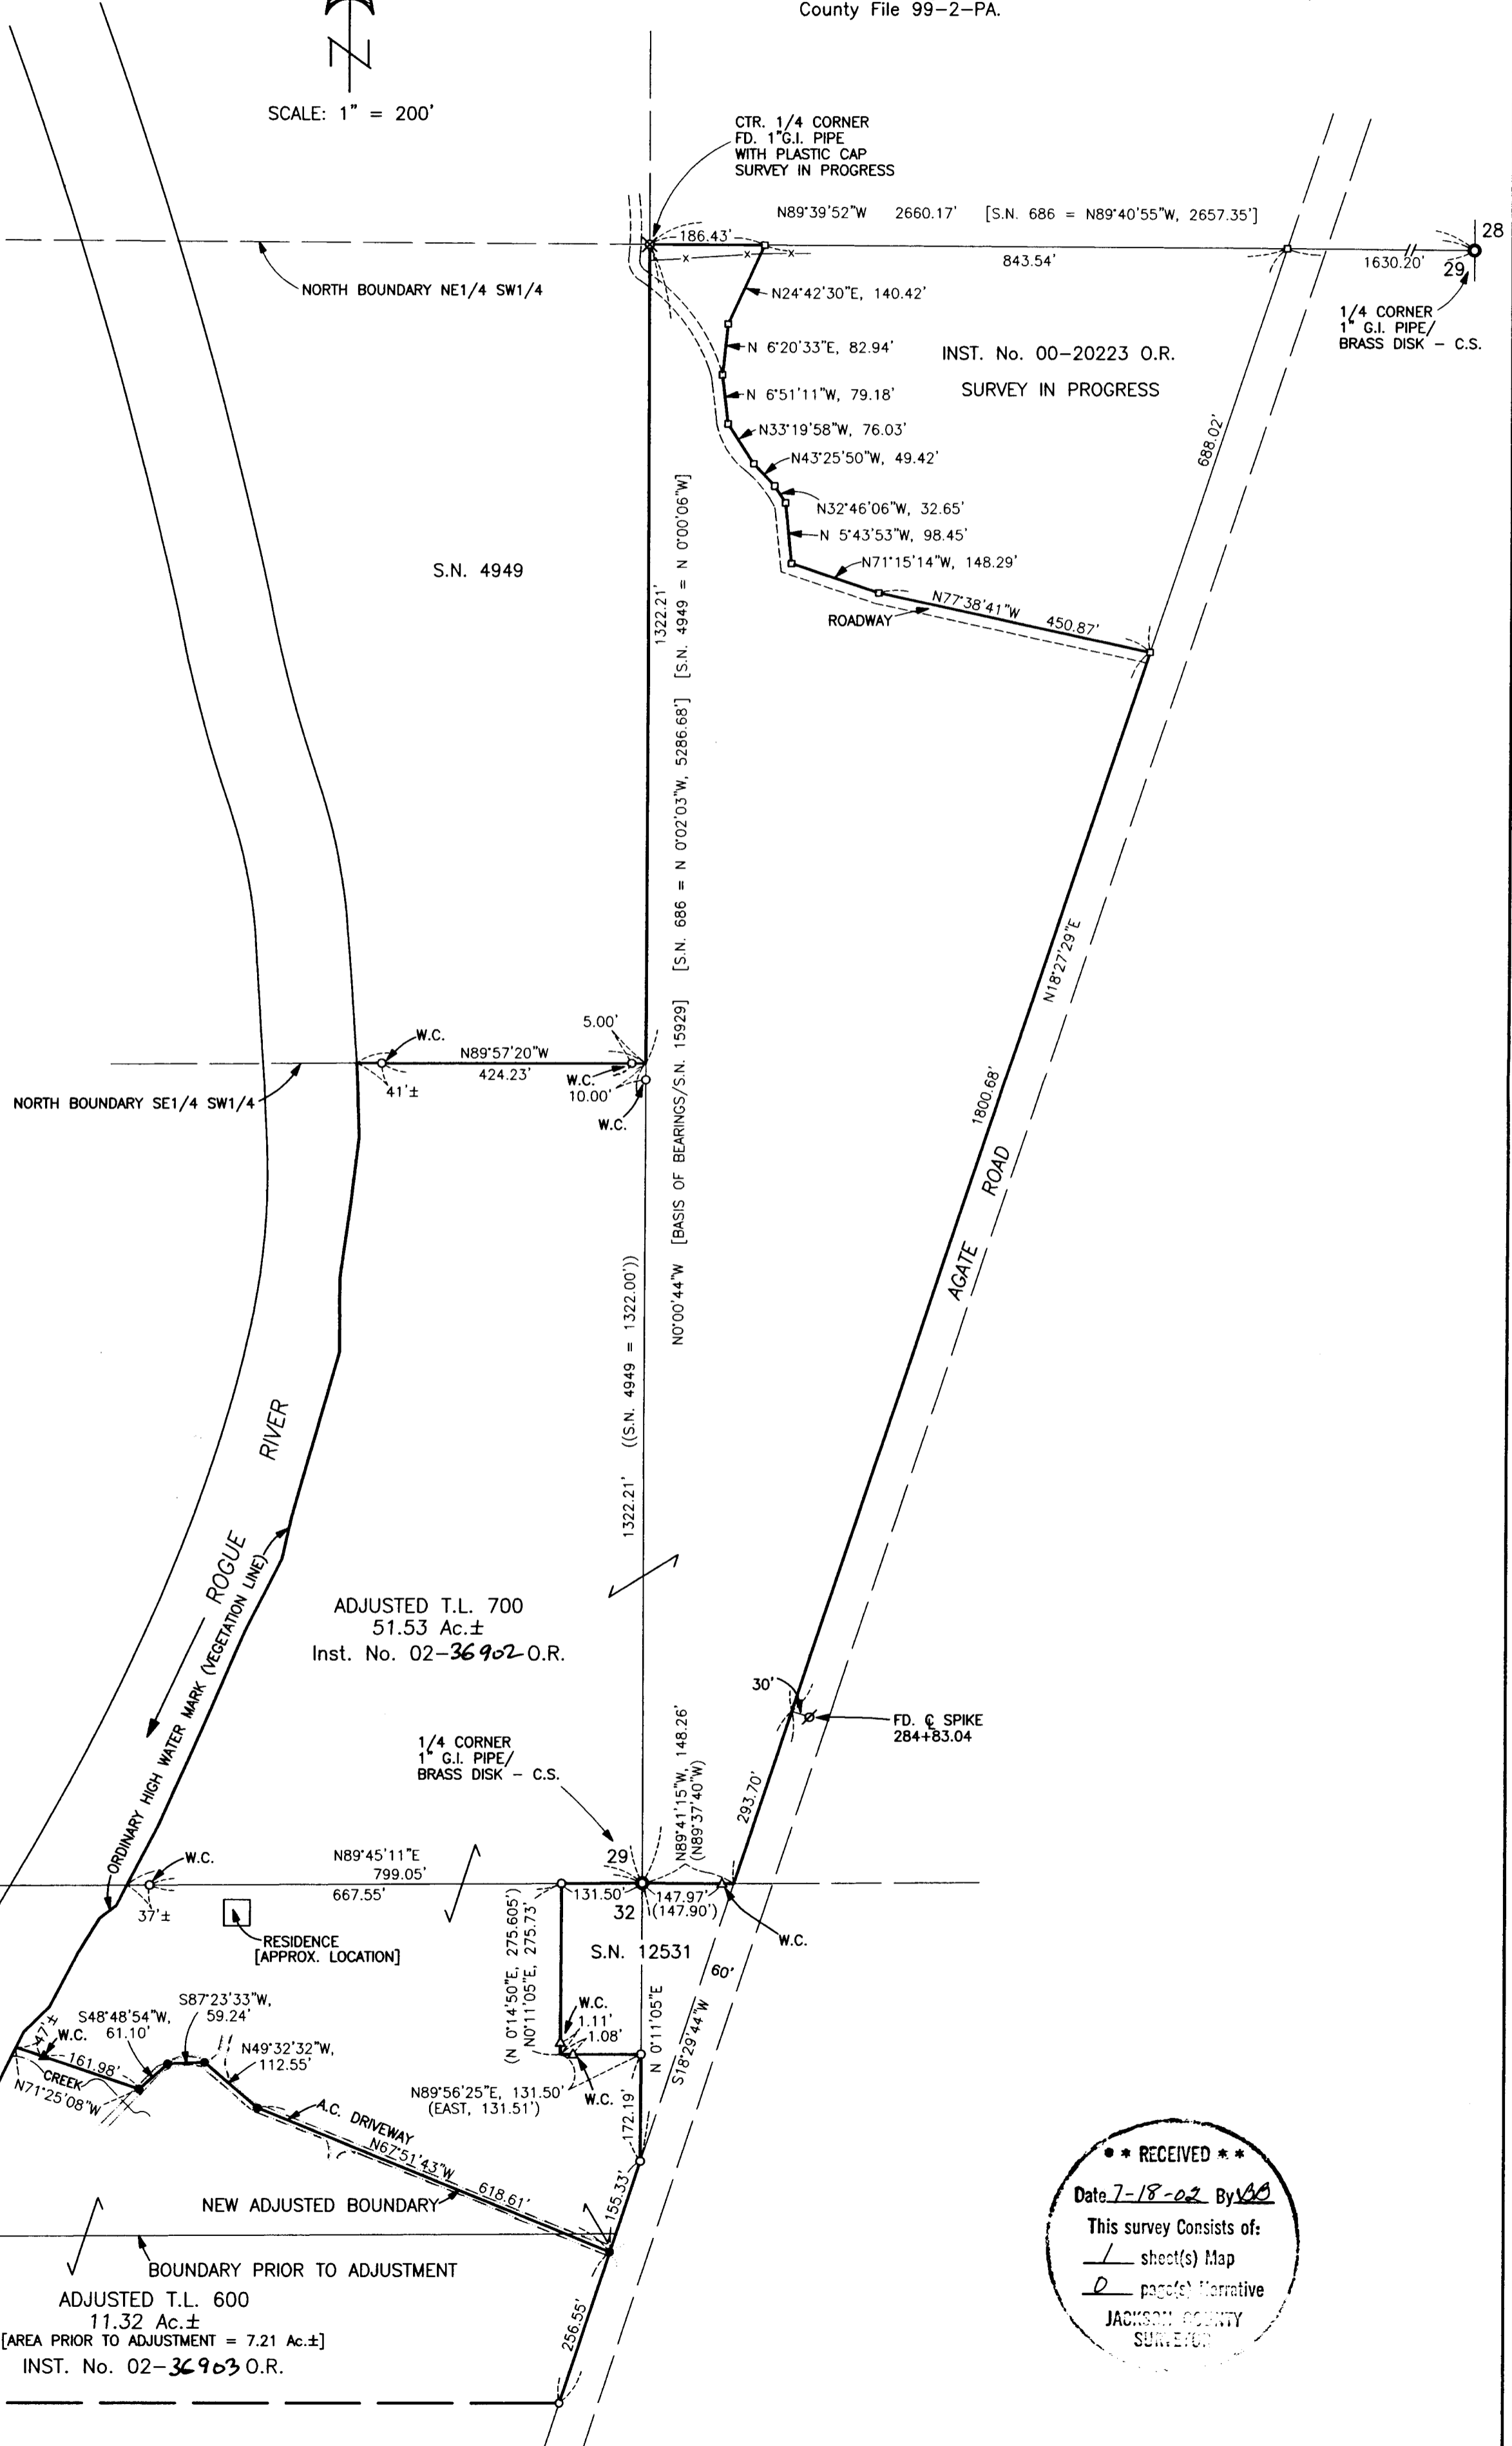 County File 99-2-PA.
N
SCALE: 1" = 200'
CTR. 1/4 CORNER
FD. 1"G.I. PIPE
WITH PLASTIC CAP
SURVEY IN PROGRESS
N89°39'52"W 2660.17' [S.N. 686 = N89°40'55"W, 2657.35']
186.43'
843.54'
1630.20'
28
29
NORTH BOUNDARY NE1/4 SW1/4
1/4 CORNER
1" G.I. PIPE/
BRASS DISK - C.S.
N24°42'30"E, 140.42'
N 6°20'33"E, 82.94'
INST. No. 00-20223 O.R.
SURVEY IN PROGRESS
N 6°51'11"W, 79.18'
N33°19'58"W, 76.03'
N43°25'50"W, 49.42'
N32°46'06"W, 32.65'
N 5°43'53"W, 98.45'
N71°15'14"W, 148.29'
N77°38'41"W 450.87'
ROADWAY
688.02'
S.N. 4949
1322.21'
N0°00'44"W [BASIS OF BEARINGS/S.N. 15929] [S.N. 686 = N 0°02'03"W, 5286.68'] [S.N. 4949 = N 0°00'06"W]
N18°27'29"E
1800.68'
AGATE ROAD
5.00'
W.C.
N89°57'20"W
424.23'
W.C.
10.00'
41'±
W.C.
NORTH BOUNDARY SE1/4 SW1/4
1322.21' ((S.N. 4949 = 1322.00'))
ROGUE RIVER
ORDINARY HIGH WATER MARK (VEGETATION LINE)
ADJUSTED T.L. 700
51.53 Ac.±
Inst. No. 02-36902 O.R.
30'
FD. ℄ SPIKE
284+83.04
1/4 CORNER
1" G.I. PIPE/
BRASS DISK - C.S.
N89°41'15"W, 148.26'
(N89°37'40"W)
293.70'
W.C.
N89°45'11"E
799.05'
667.55'
29
32
131.50'
147.97'
(147.90')
37'±
RESIDENCE
[APPROX. LOCATION]
(N 0°14'50"E, 275.605')
N0°11'05"E, 275.73'
S.N. 12531
W.C.
60'
N 0°11'05"E
S18°29'44"W
W.C.
1.11'
1.08'
W.C.
N89°56'25"E, 131.50'
(EAST, 131.51')
172.19'
S87°23'33"W,
59.24'
S48°48'54"W,
61.10'
N49°32'32"W,
112.55'
47'±
W.C.
161.98'
CREEK
N71°25'08"W
A.C. DRIVEWAY
N67°51'43"W
618.61'
NEW ADJUSTED BOUNDARY
155.33'
BOUNDARY PRIOR TO ADJUSTMENT
ADJUSTED T.L. 600
11.32 Ac.±
[AREA PRIOR TO ADJUSTMENT = 7.21 Ac.±]
INST. No. 02-36903 O.R.
256.55'
* * RECEIVED * *
Date 7-18-02 By BB
This survey Consists of:
1 sheet(s) Map
0 page(s) Narrative
JACKSON COUNTY
SURVEYOR